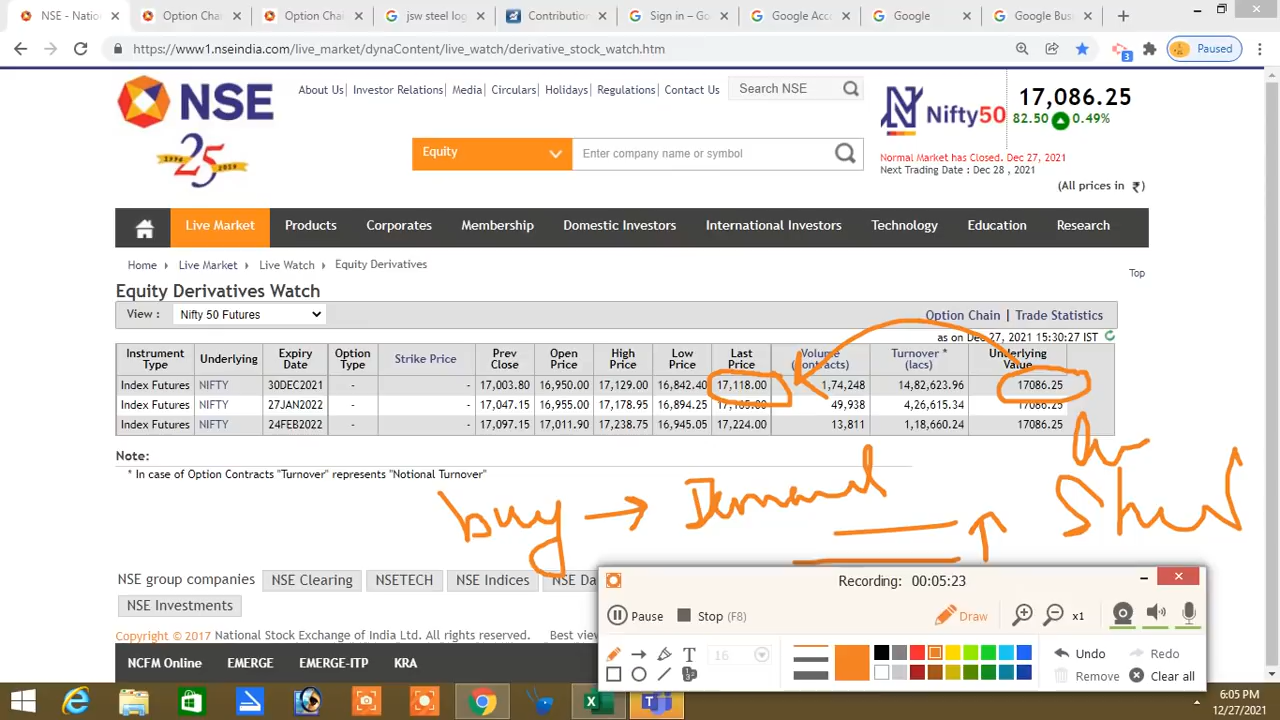 NSE - Natio
Option Cha
Option Cha
jsw steel log
Contribution
Sign in – Go
Google Acco
Google
Google Bus
https://www1.nseindia.com/live_market/dynaContent/live_watch/derivative_stock_watch.htm
3
Paused
NSE
25
About Us | Investor Relations | Media | Circulars | Holidays | Regulations | Contact Us
Search NSE
Equity
Enter company name or symbol
Nifty50
17,086.25
82.50 0.49%
Normal Market has Closed. Dec 27, 2021
Next Trading Date : Dec 28 , 2021
(All prices in ₹)
Live Market Products Corporates Membership Domestic Investors International Investors Technology Education Research
Home Live Market Live Watch Equity Derivatives
Top
Equity Derivatives Watch
View : Nifty 50 Futures
Option Chain | Trade Statistics
as on Dec 27, 2021 15:30:27 IST
Instrument Type Underlying Expiry Date Option Type Strike Price Prev Close Open Price High Price Low Price Last Price Volume (contracts) Turnover * (lacs) Underlying Value
Index Futures NIFTY 30DEC2021 - - 17,003.80 16,950.00 17,129.00 16,842.40 17,118.00 1,74,248 14,82,623.96 17086.25
Index Futures NIFTY 27JAN2022 - - 17,047.15 16,955.00 17,178.95 16,894.25 17,165.00 49,938 4,26,615.34 17086.25
Index Futures NIFTY 24FEB2022 - - 17,097.15 17,011.90 17,238.75 16,945.05 17,224.00 13,811 1,18,660.24 17086.25
Note:
* In case of Option Contracts "Turnover" represents "Notional Turnover"
buy → Demand
NSE group companies NSE Clearing NSETECH NSE Indices NSE Da
NSE Investments
Copyright © 2017 National Stock Exchange of India Ltd. All rights reserved. Best view
NCFM Online EMERGE EMERGE-ITP KRA
Recording: 00:05:23
Pause Stop (F8) Draw x1
T 16
Undo Redo
Remove Clear all
6:05 PM
12/27/2021